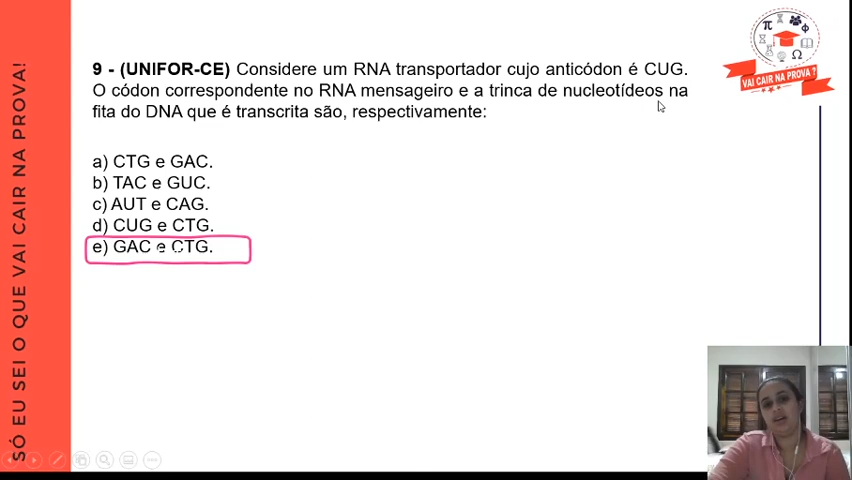 SÓ EU SEI O QUE VAI CAIR NA PROVA!
9 - (UNIFOR-CE) Considere um RNA transportador cujo anticódon é CUG.
O códon correspondente no RNA mensageiro e a trinca de nucleotídeos na
fita do DNA que é transcrita são, respectivamente:
a) CTG e GAC.
b) TAC e GUC.
c) AUT e CAG.
d) CUG e CTG.
e) GAC e CTG.
VAI CAIR NA PROVA ?